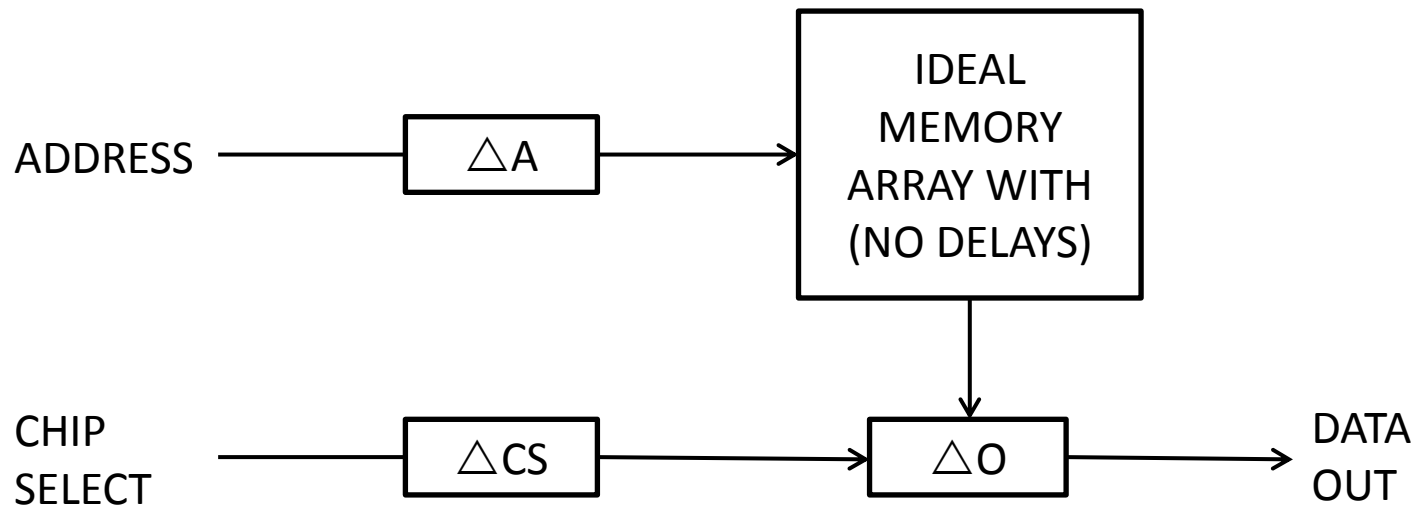 IDEAL
MEMORY
ARRAY WITH
(NO DELAYS)
ADDRESS
△A
CHIP
SELECT
△CS
△O
DATA
OUT